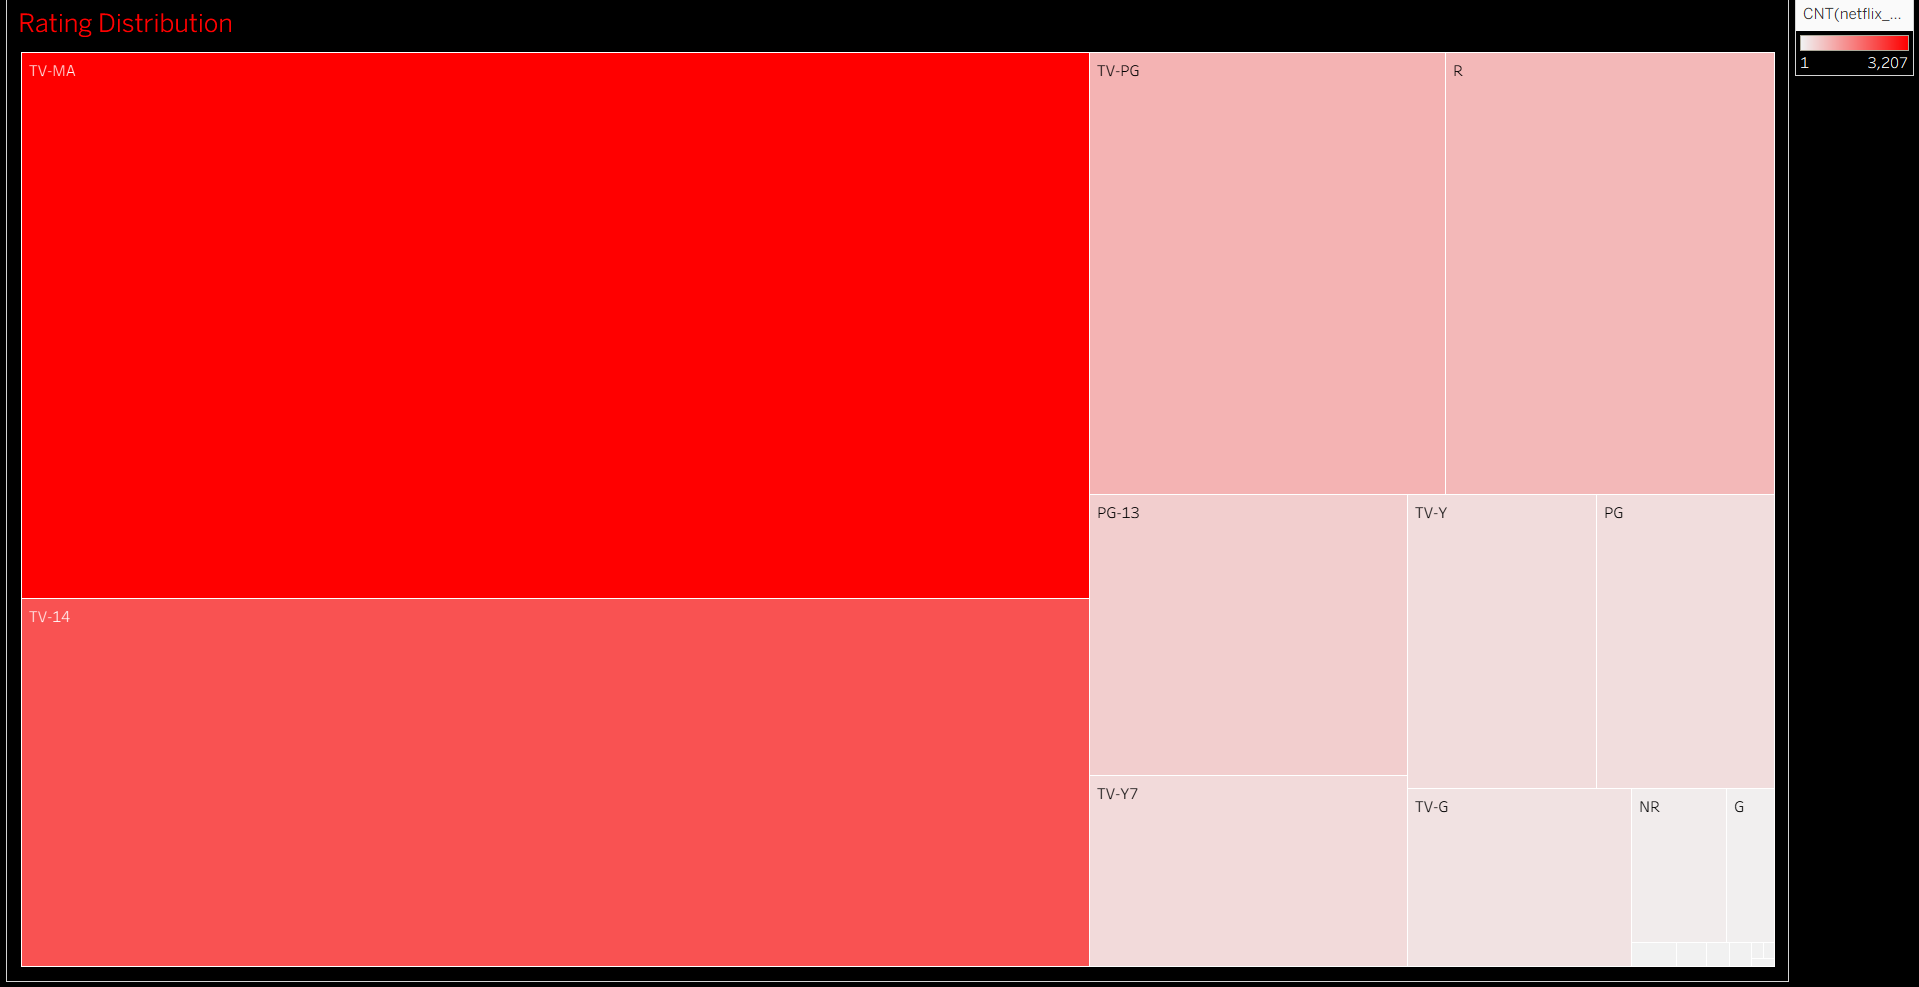 Rating Distribution
CNT(netflix_...
1 3,207
TV-MA
TV-PG
R
PG-13
TV-Y
PG
TV-14
TV-Y7
TV-G
NR
G